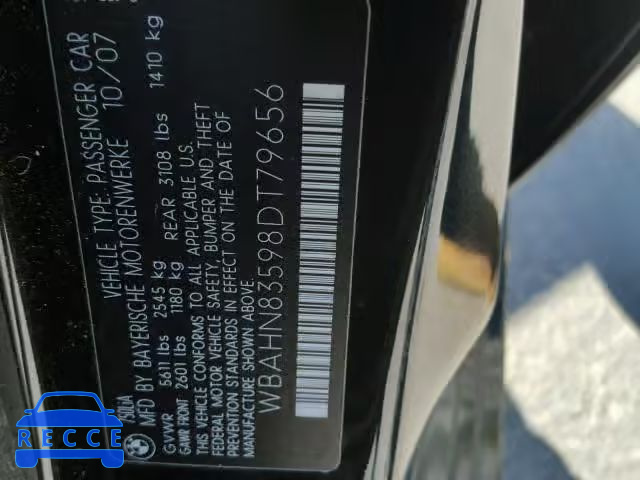 VEHICLE TYPE: PASSENGER CAR
MFD BY BAYERISCHE MOTORENWERKE 10/07
GVWR 5611 lbs 2545 kg
GAWR FRONT 2601 lbs 1180 kg REAR 3108 lbs 1410 kg
THIS VEHICLE CONFORMS TO ALL APPLICABLE U.S.
FEDERAL MOTOR VEHICLE SAFETY, BUMPER AND THEFT
PREVENTION STANDARDS IN EFFECT ON THE DATE OF
MANUFACTURE SHOWN ABOVE.
WBAHN83598DT79656
RECCE